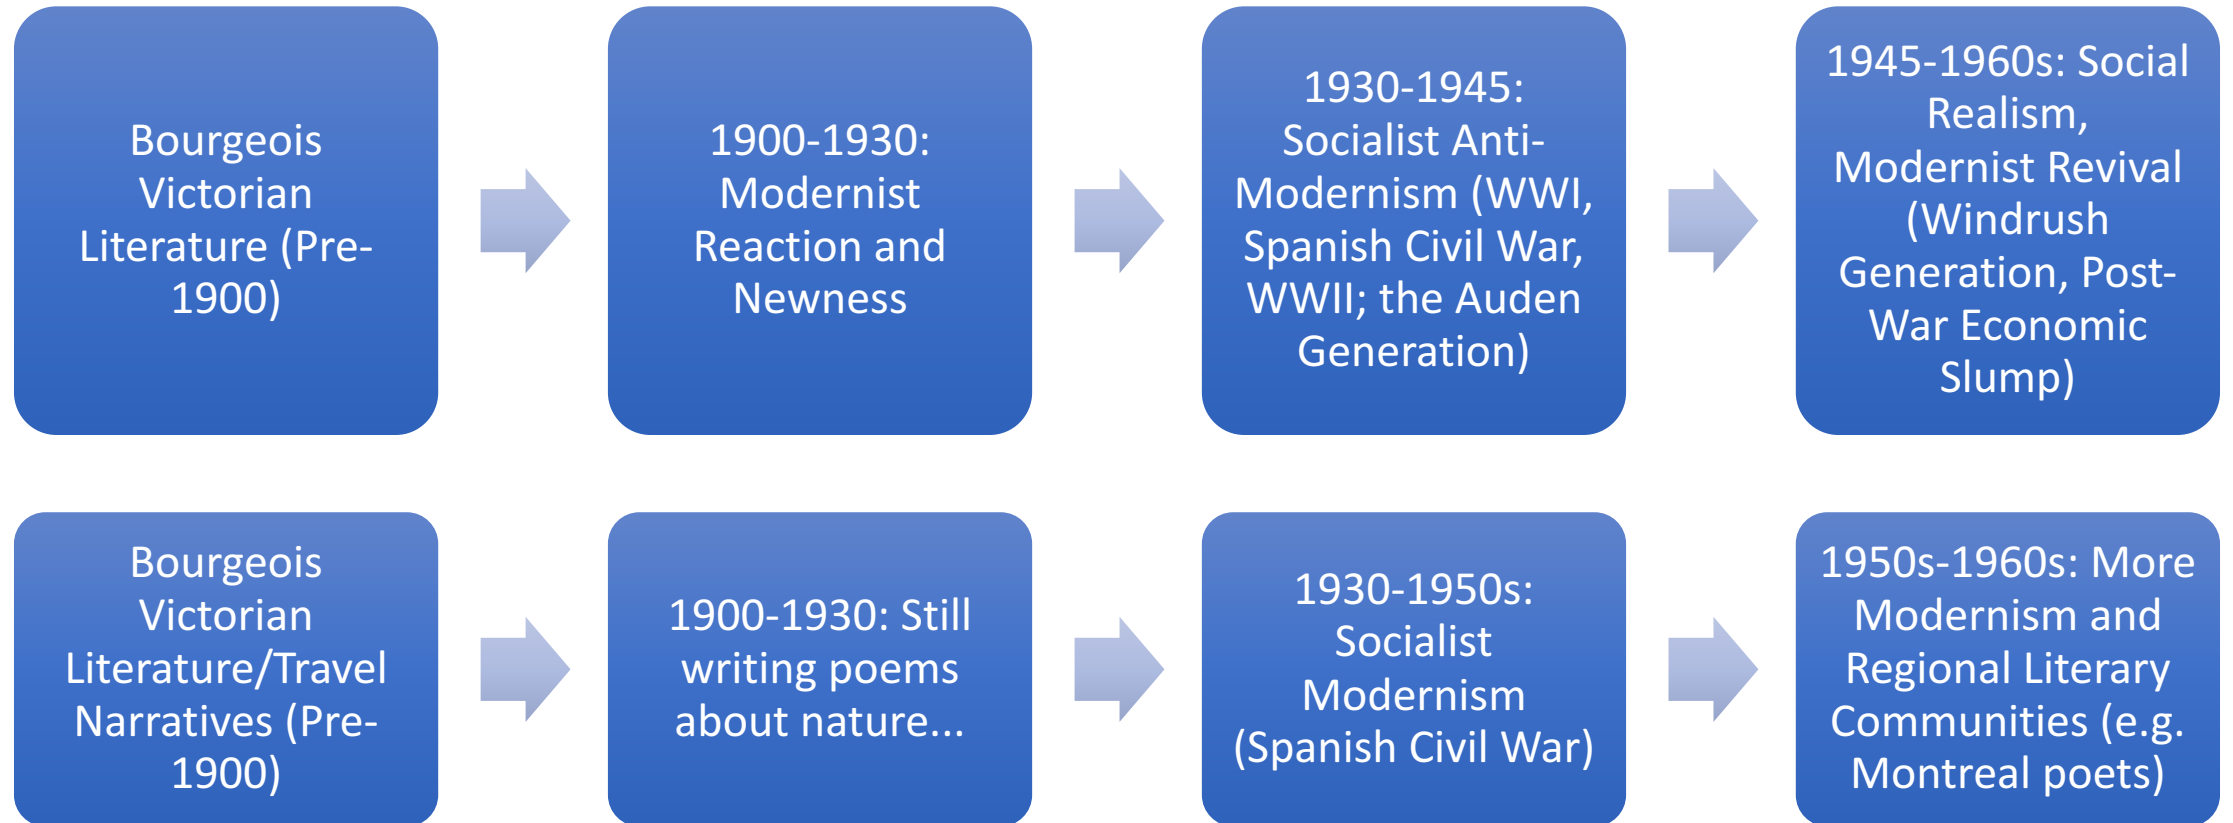 Bourgeois
Victorian
Literature (Pre-
1900)
1900-1930:
Modernist
Reaction and
Newness
1930-1945:
Socialist Anti-
Modernism (WWI,
Spanish Civil War,
WWII; the Auden
Generation)
1945-1960s: Social
Realism,
Modernist Revival
(Windrush
Generation, Post-
War Economic
Slump)
Bourgeois
Victorian
Literature/Travel
Narratives (Pre-
1900)
1900-1930: Still
writing poems
about nature...
1930-1950s:
Socialist
Modernism
(Spanish Civil War)
1950s-1960s: More
Modernism and
Regional Literary
Communities (e.g.
Montreal poets)